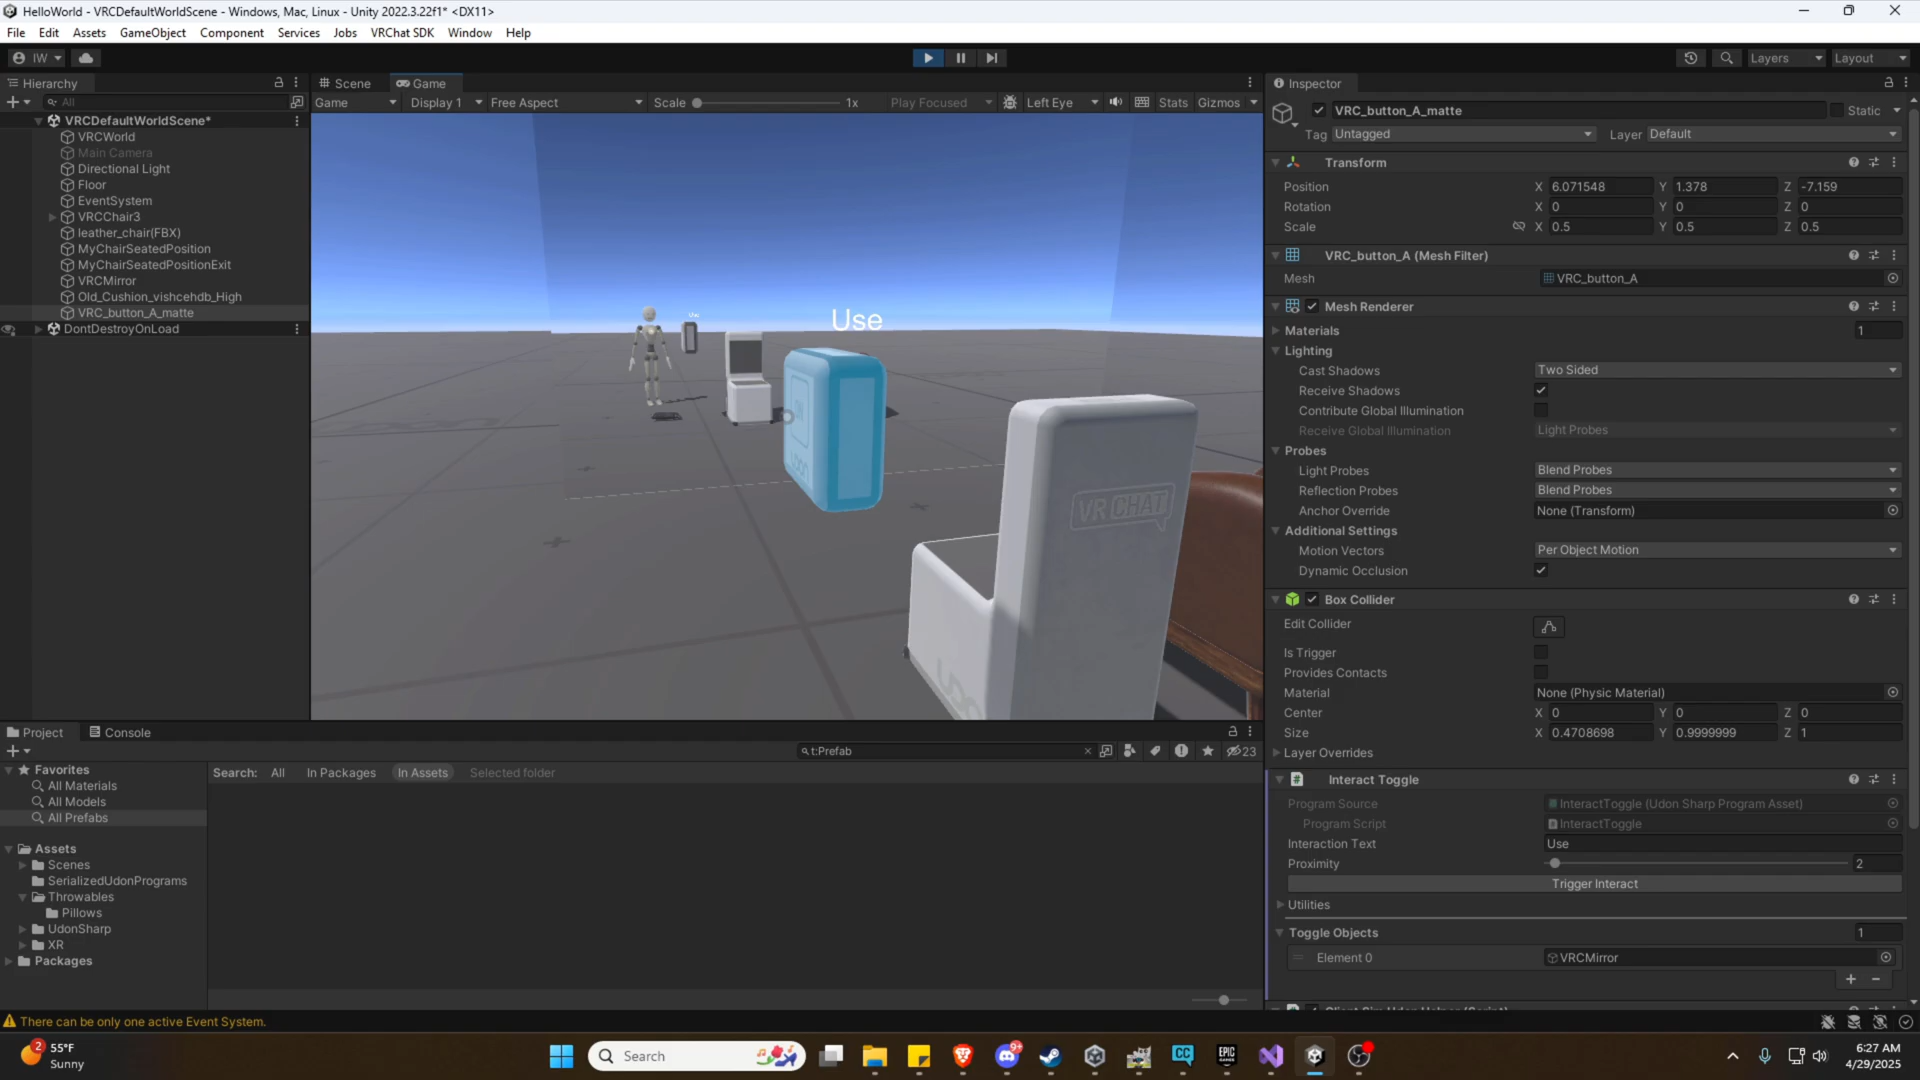 HelloWorld - VRCDefaultWorldScene - Windows, Mac, Linux - Unity 2022.3.22f1* <DX11>
File Edit Assets GameObject Component Services Jobs VRChat SDK Window Help
IW Layers Layout
Hierarchy
All
VRCDefaultWorldScene*
VRCWorld
Main Camera
Directional Light
Floor
EventSystem
VRCChair3
leather_chair(FBX)
MyChairSeatedPosition
MyChairSeatedPositionExit
VRCMirror
Old_Cushion_vishcehdb_High
VRC_button_A_matte
DontDestroyOnLoad
Scene Game
Game Display 1 Free Aspect Scale 1x Play Focused Left Eye Stats Gizmos
Use
Use
VR CHAT
Inspector
VRC_button_A_matte Static
Tag Untagged Layer Default
Transform
Position X 6.071548 Y 1.378 Z -7.159
Rotation X 0 Y 0 Z 0
Scale X 0.5 Y 0.5 Z 0.5
VRC_button_A (Mesh Filter)
Mesh VRC_button_A
Mesh Renderer
Materials 1
Lighting
Cast Shadows Two Sided
Receive Shadows
Contribute Global Illumination
Receive Global Illumination Light Probes
Probes
Light Probes Blend Probes
Reflection Probes Blend Probes
Anchor Override None (Transform)
Additional Settings
Motion Vectors Per Object Motion
Dynamic Occlusion
Box Collider
Edit Collider
Is Trigger
Provides Contacts
Material None (Physic Material)
Center X 0 Y 0 Z 0
Size X 0.4708698 Y 0.9999999 Z 1
Layer Overrides
Interact Toggle
Program Source InteractToggle (Udon Sharp Program Asset)
Program Script InteractToggle
Interaction Text Use
Proximity 2
Trigger Interact
Utilities
Toggle Objects 1
Element 0 VRCMirror
Project Console
t:Prefab 23
Favorites
All Materials
All Models
All Prefabs
Assets
Scenes
SerializedUdonPrograms
Throwables
Pillows
UdonSharp
XR
Packages
Search: All In Packages In Assets Selected folder
There can be only one active Event System.
2 55°F
Sunny
Search
9+
CC
EPIC GAMES
6:27 AM
4/29/2025